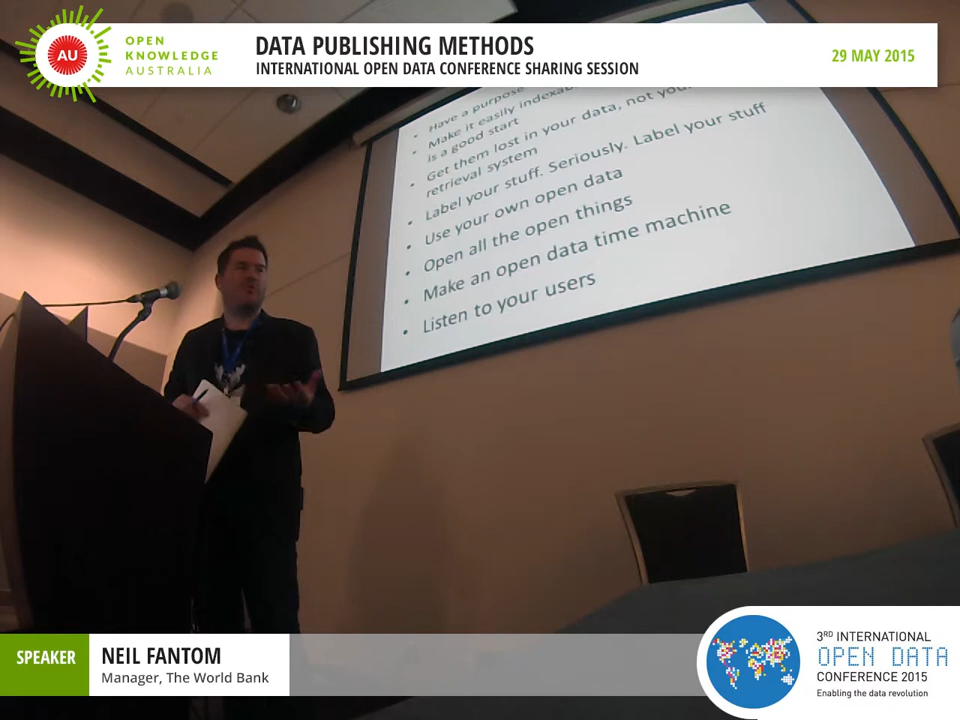 AU
OPEN
KNOWLEDGE
AUSTRALIA
DATA PUBLISHING METHODS
INTERNATIONAL OPEN DATA CONFERENCE SHARING SESSION
29 MAY 2015
• Have a purpose
• Make it easily
is a good start
• Get them lost in your data, not
retrieval system
• Label your stuff. Seriously. Label your stuff
• Use your own open data
• Open all the open things
• Make an open data time machine
• Listen to your users
SPEAKER
NEIL FANTOM
Manager, The World Bank
3RD INTERNATIONAL
OPEN DATA
CONFERENCE 2015
Enabling the data revolution